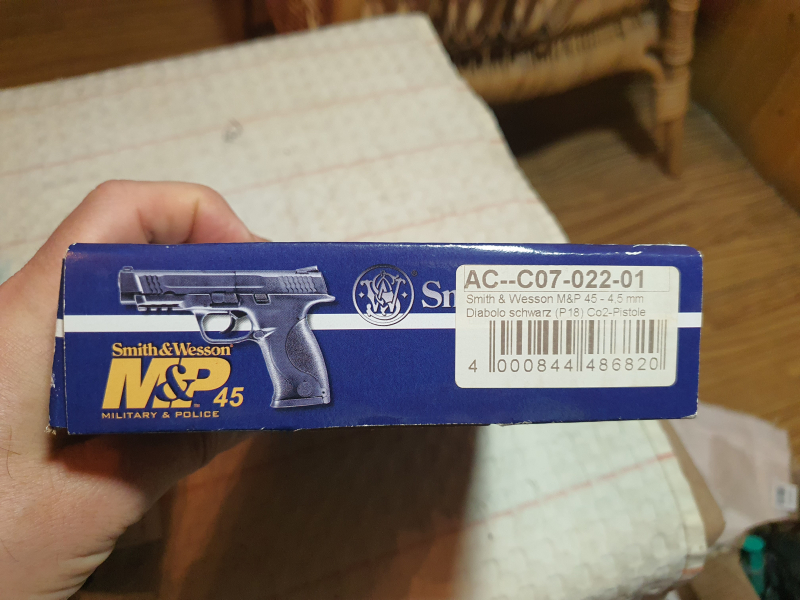 Smith & Wesson
M&P 45
MILITARY & POLICE
S&W
Sm
AC--C07-022-01
Smith & Wesson M&P 45 - 4,5 mm
Diabolo schwarz (P18) Co2-Pistole
4 000844 486820